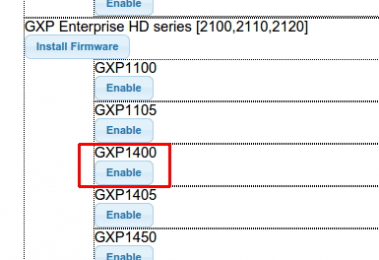 Enable
GXP Enterprise HD series [2100,2110,2120]
Install Firmware
GXP1100
Enable
GXP1105
Enable
GXP1400
Enable
GXP1405
Enable
GXP1450
Enable